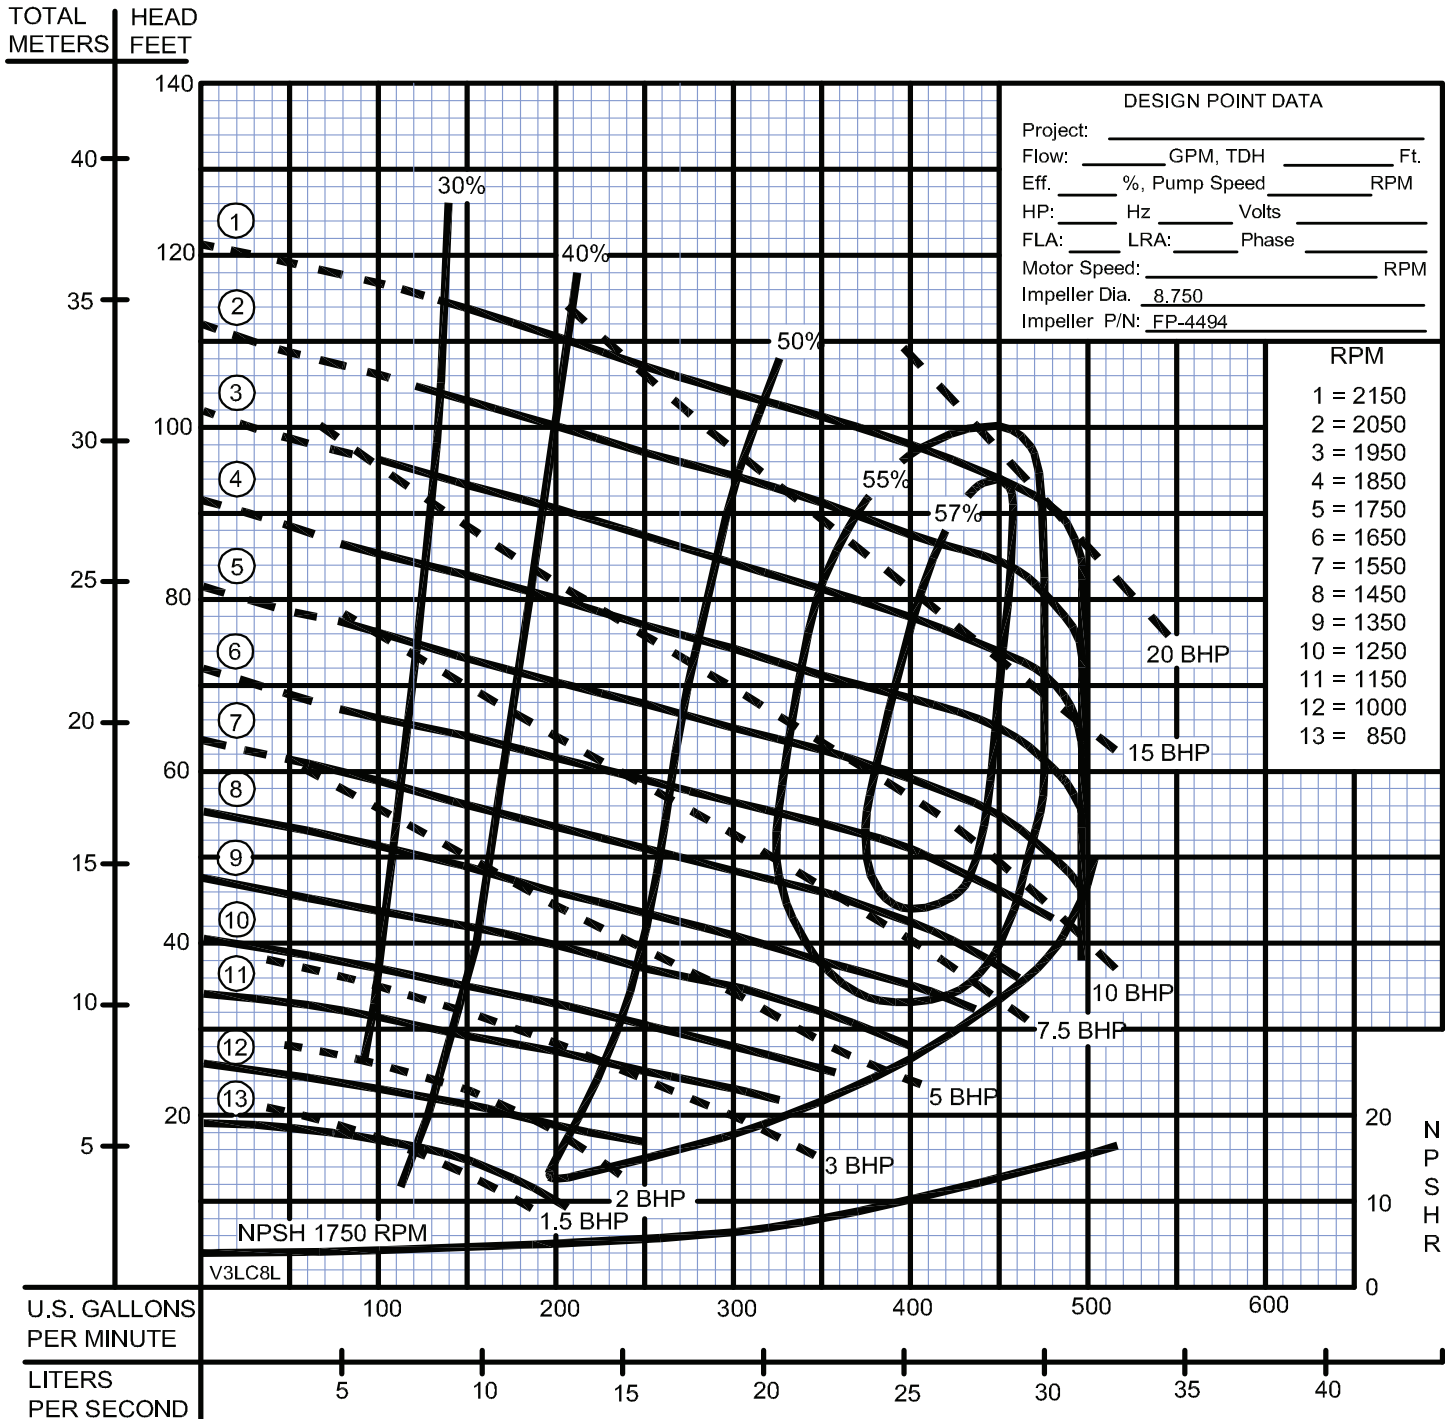 TOTAL HEAD
METERS FEET
140
120
100
80
60
40
20
40
35
30
25
20
15
10
5
DESIGN POINT DATA
Project:
Flow: GPM, TDH Ft.
Eff. %, Pump Speed RPM
HP: Hz Volts
FLA: LRA: Phase
Motor Speed: RPM
Impeller Dia. 8.750
Impeller P/N: FP-4494
RPM
1 = 2150
2 = 2050
3 = 1950
4 = 1850
5 = 1750
6 = 1650
7 = 1550
8 = 1450
9 = 1350
10 = 1250
11 = 1150
12 = 1000
13 = 850
1
2
3
4
5
6
7
8
9
10
11
12
13
30%
40%
50%
55%
57%
20 BHP
15 BHP
10 BHP
7.5 BHP
5 BHP
3 BHP
2 BHP
1.5 BHP
NPSH 1750 RPM
V3LC8L
20
10
0
N
P
S
H
R
U.S. GALLONS 100 200 300 400 500 600
PER MINUTE
LITERS 5 10 15 20 25 30 35 40
PER SECOND